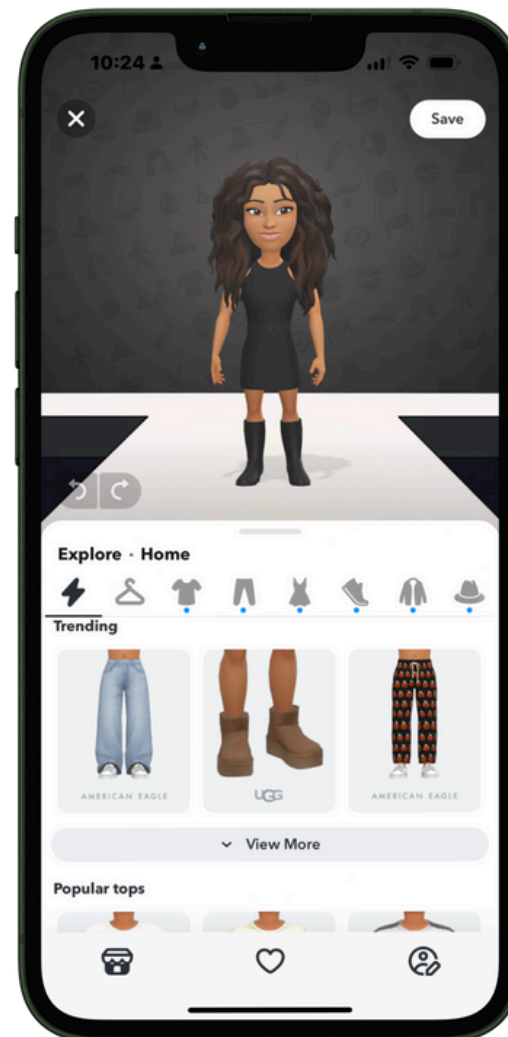 10:24
Save
Explore · Home
Trending
AMERICAN EAGLE
UGG
AMERICAN EAGLE
View More
Popular tops